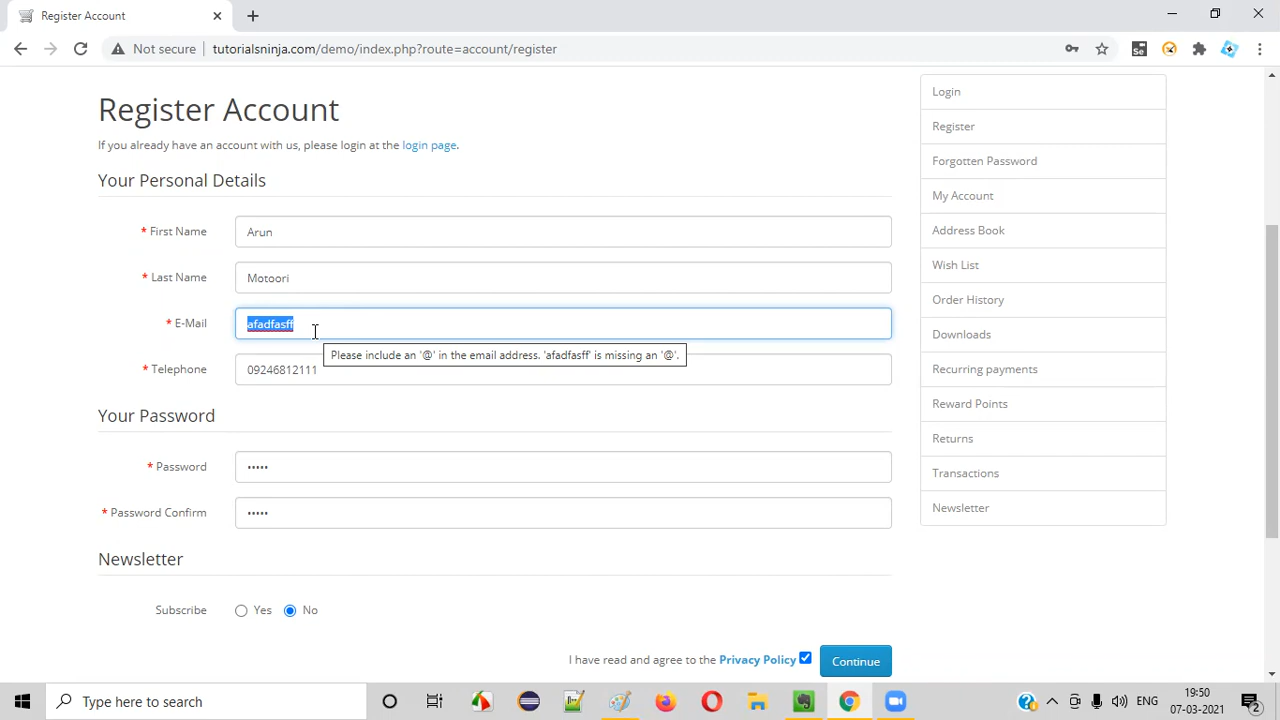 Register Account
Not secure
tutorialsninja.com/demo/index.php?route=account/register
Register Account
If you already have an account with us, please login at the login page.
Your Personal Details
* First Name
Arun
* Last Name
Motoori
* E-Mail
afadfasff
Please include an '@' in the email address. 'afadfasff' is missing an '@'.
* Telephone
09246812111
Your Password
* Password
•••••
* Password Confirm
•••••
Newsletter
Subscribe
Yes
No
I have read and agree to the Privacy Policy
Continue
Login
Register
Forgotten Password
My Account
Address Book
Wish List
Order History
Downloads
Recurring payments
Reward Points
Returns
Transactions
Newsletter
Se
Type here to search
ENG
19:50
07-03-2021
2